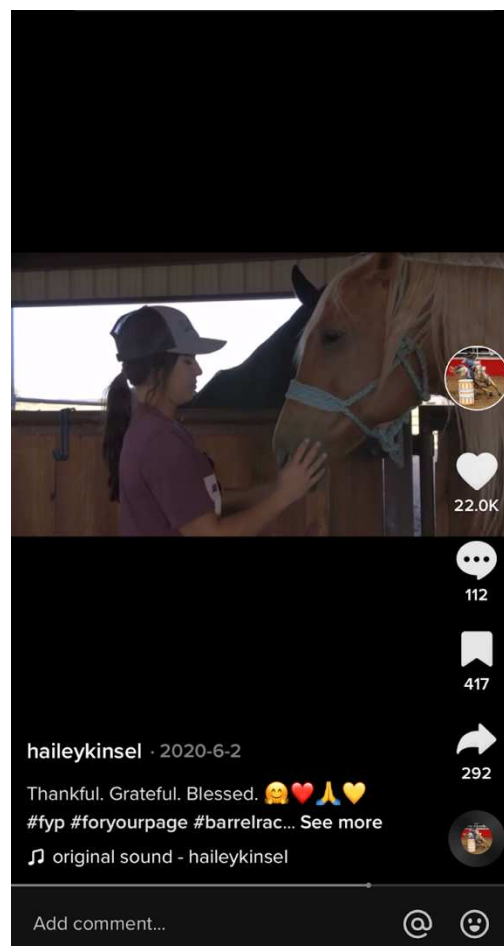 22.0K
112
417
292
haileykinsel · 2020-6-2
Thankful. Grateful. Blessed. 🤗❤️🙏💛
#fyp #foryourpage #barrelrac... See more
♫ original sound - haileykinsel
Add comment...
@